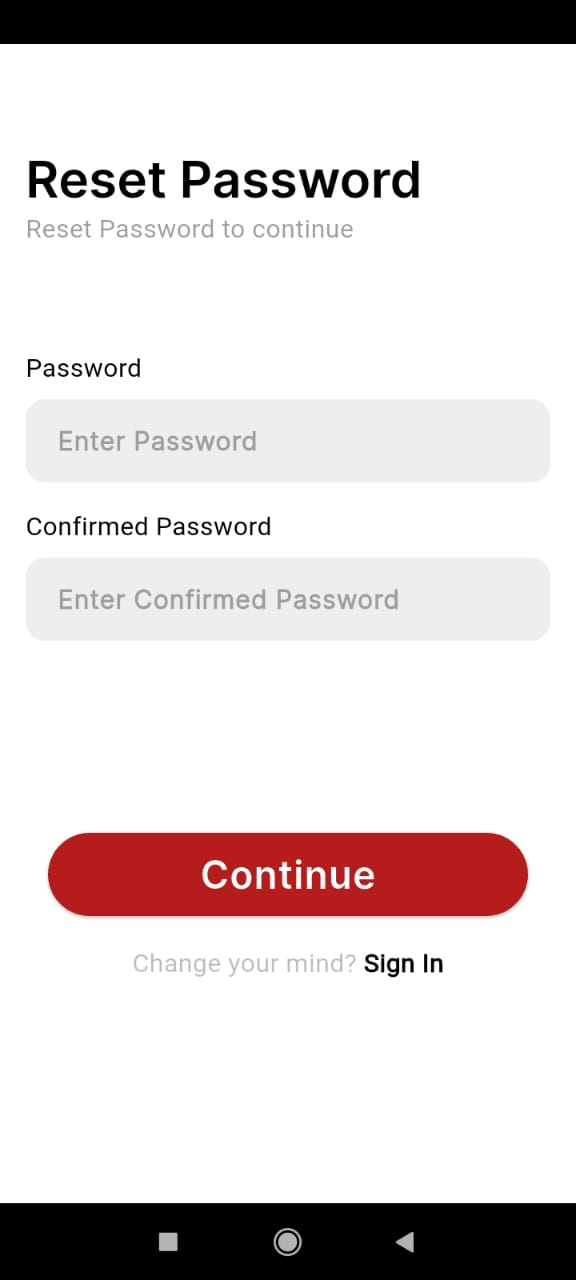 Reset Password
Reset Password to continue
Password
Enter Password
Confirmed Password
Enter Confirmed Password
Continue
Change your mind? Sign In